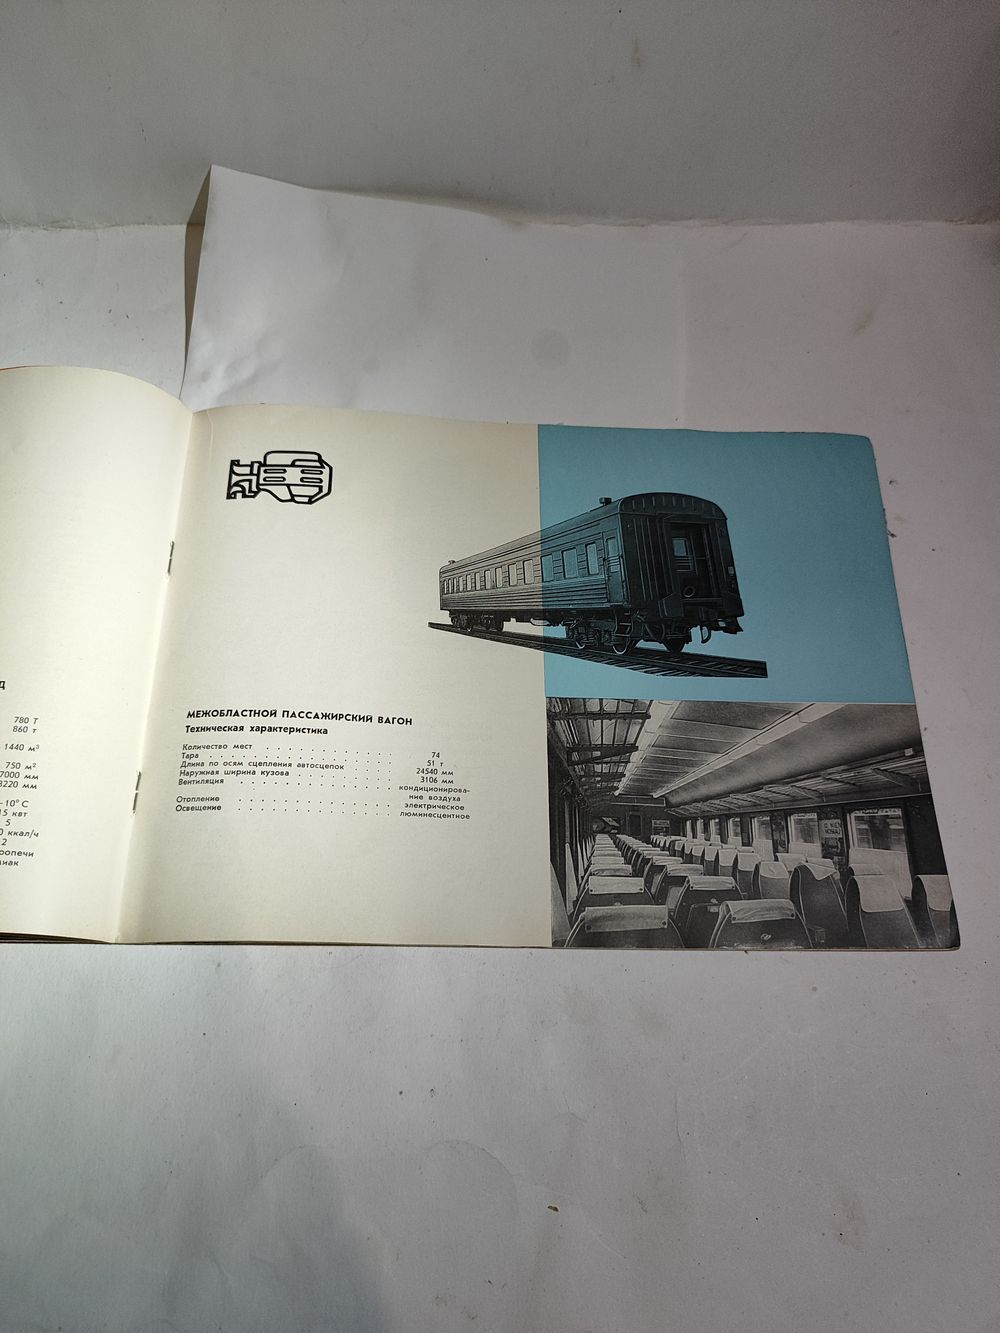 Д
780 Т
860 т
1440 м³
750 м²
7000 мм
3220 мм
–10° С
15 квт
5
0 ккал/ч
2
МЕЖОБЛАСТНОЙ ПАССАЖИРСКИЙ ВАГОН
Техническая характеристика
Количество мест . . . . . . . . . . . . 74
Тара . . . . . . . . . . . . . . . . 51 т
Длина по осям сцепления автосцепок . . . . . 24540 мм
Наружная ширина кузова . . . . . . . . . 3106 мм
Вентиляция . . . . . . . . . . . . . кондиционирова-
ние воздуха
Отопление . . . . . . . . . . . . . электрическое
Освещение . . . . . . . . . . . . . люминесцентное